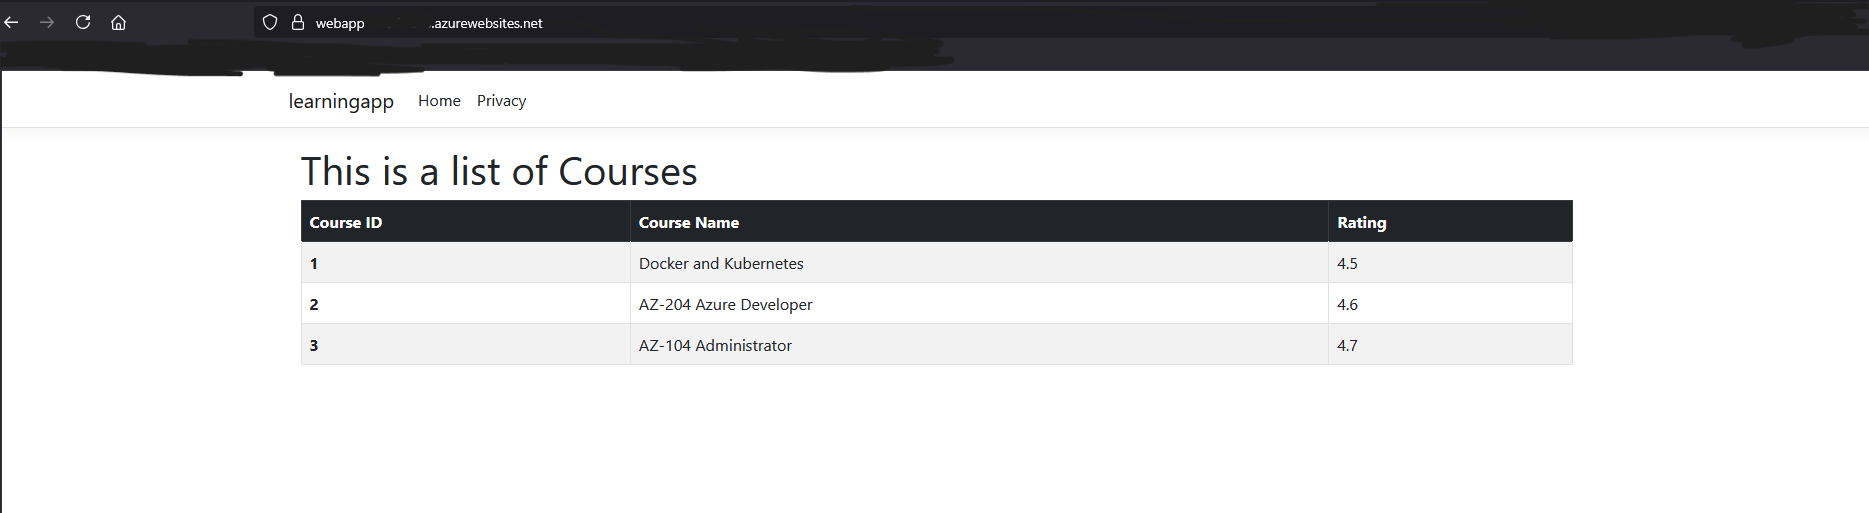 webapp .azurewebsites.net
learningapp Home Privacy
This is a list of Courses
Course ID Course Name Rating
1 Docker and Kubernetes 4.5
2 AZ-204 Azure Developer 4.6
3 AZ-104 Administrator 4.7